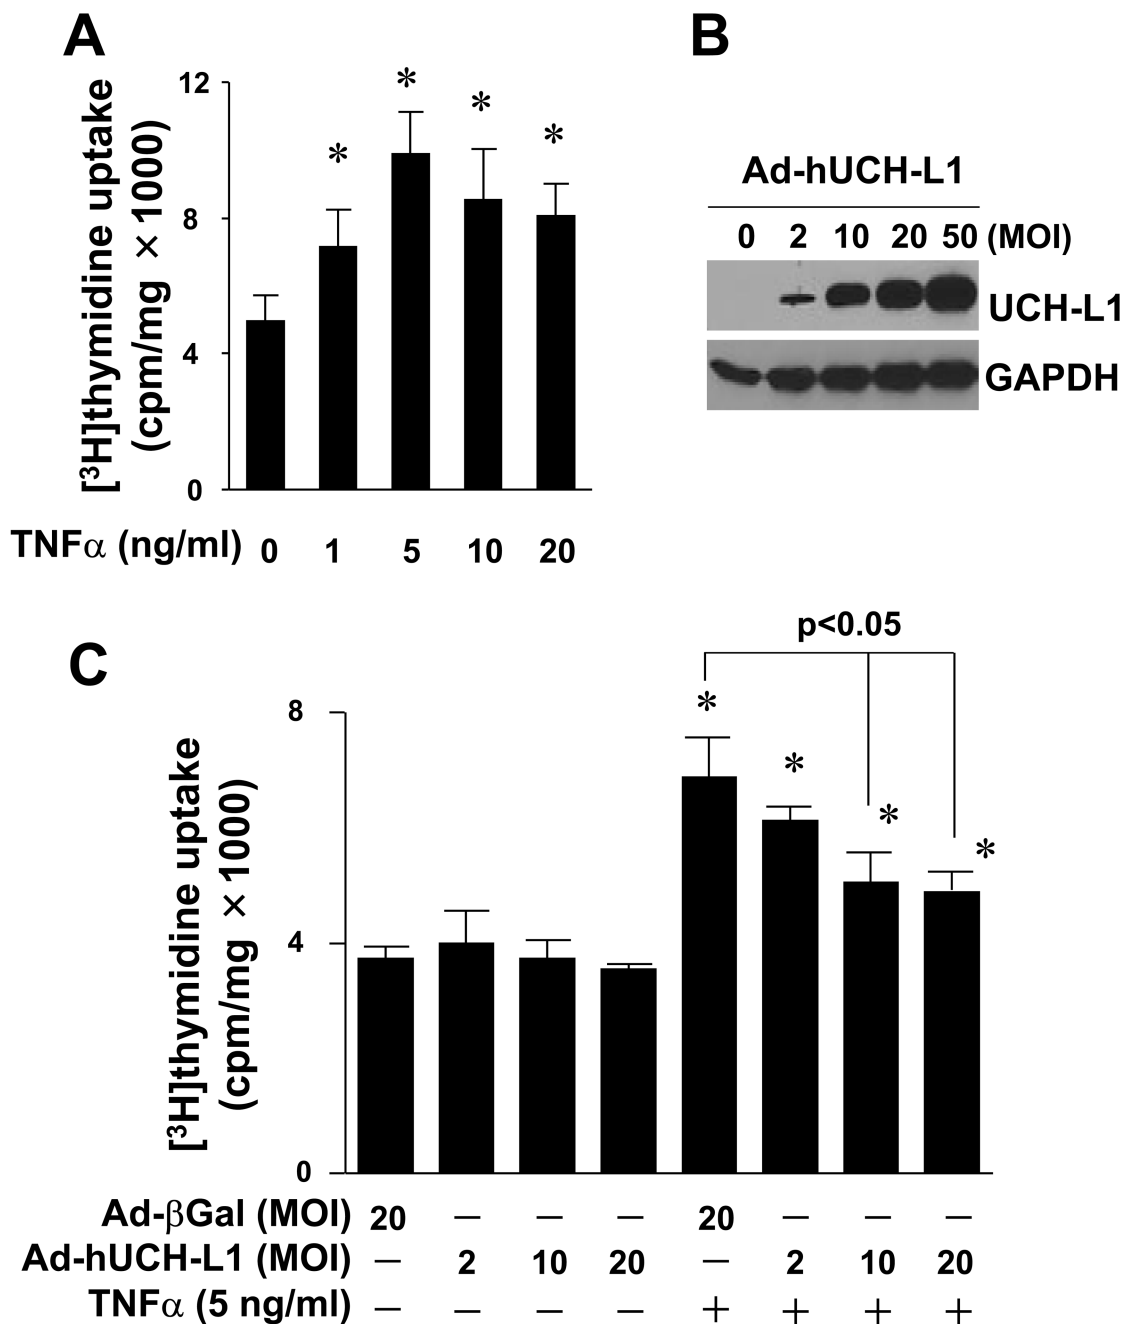 A
[³H]thymidine uptake
(cpm/mg ×1000)
12
8
4
0
* * * *
TNFα (ng/ml) 0 1 5 10 20
B
Ad-hUCH-L1
0 2 10 20 50 (MOI)
UCH-L1
GAPDH
C
p<0.05
[³H]thymidine uptake
(cpm/mg ×1000)
8
4
0
* * * *
Ad-βGal (MOI) 20 – – – 20 – – –
Ad-hUCH-L1 (MOI) – 2 10 20 – 2 10 20
TNFα (5 ng/ml) – – – – + + + +